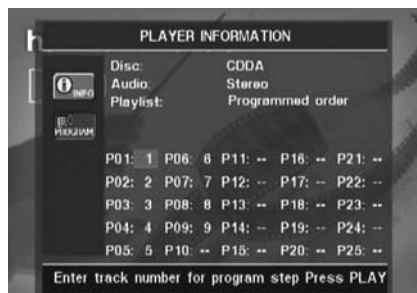 h
PLAYER INFORMATION
Disc: CDDA
Audio: Stereo
Playlist: Programmed order
i INFO
PROGRAM
P01: 1 P06: 6 P11: -- P16: -- P21: --
P02: 2 P07: 7 P12: -- P17: -- P22: --
P03: 3 P08: 8 P13: -- P18: -- P23: --
P04: 4 P09: 9 P14: -- P19: -- P24: --
P05: 5 P10: -- P15: -- P20: -- P25: --
Enter track number for program step Press PLAY